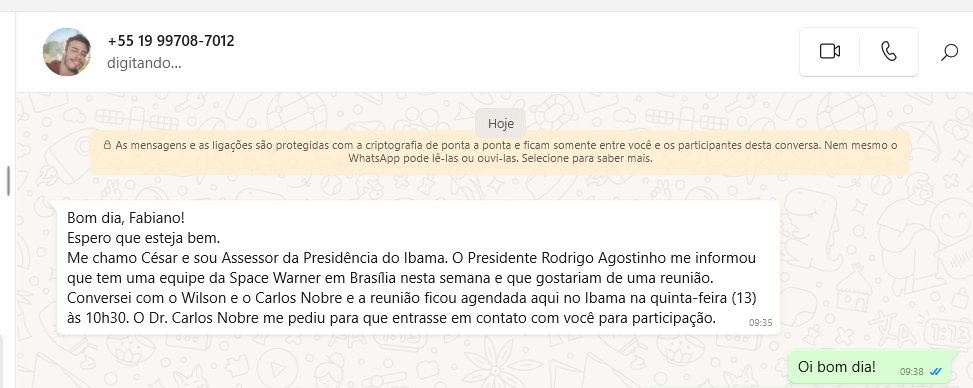 +55 19 99708-7012
digitando...
Hoje
As mensagens e as ligações são protegidas com a criptografia de ponta a ponta e ficam somente entre você e os participantes desta conversa. Nem mesmo o
WhatsApp pode lê-las ou ouvi-las. Selecione para saber mais.
Bom dia, Fabiano!
Espero que esteja bem.
Me chamo César e sou Assessor da Presidência do Ibama. O Presidente Rodrigo Agostinho me informou
que tem uma equipe da Space Warner em Brasília nesta semana e que gostariam de uma reunião.
Conversei com o Wilson e o Carlos Nobre e a reunião ficou agendada aqui no Ibama na quinta-feira (13)
às 10h30. O Dr. Carlos Nobre me pediu para que entrasse em contato com você para participação.
09:35
Oi bom dia!
09:38